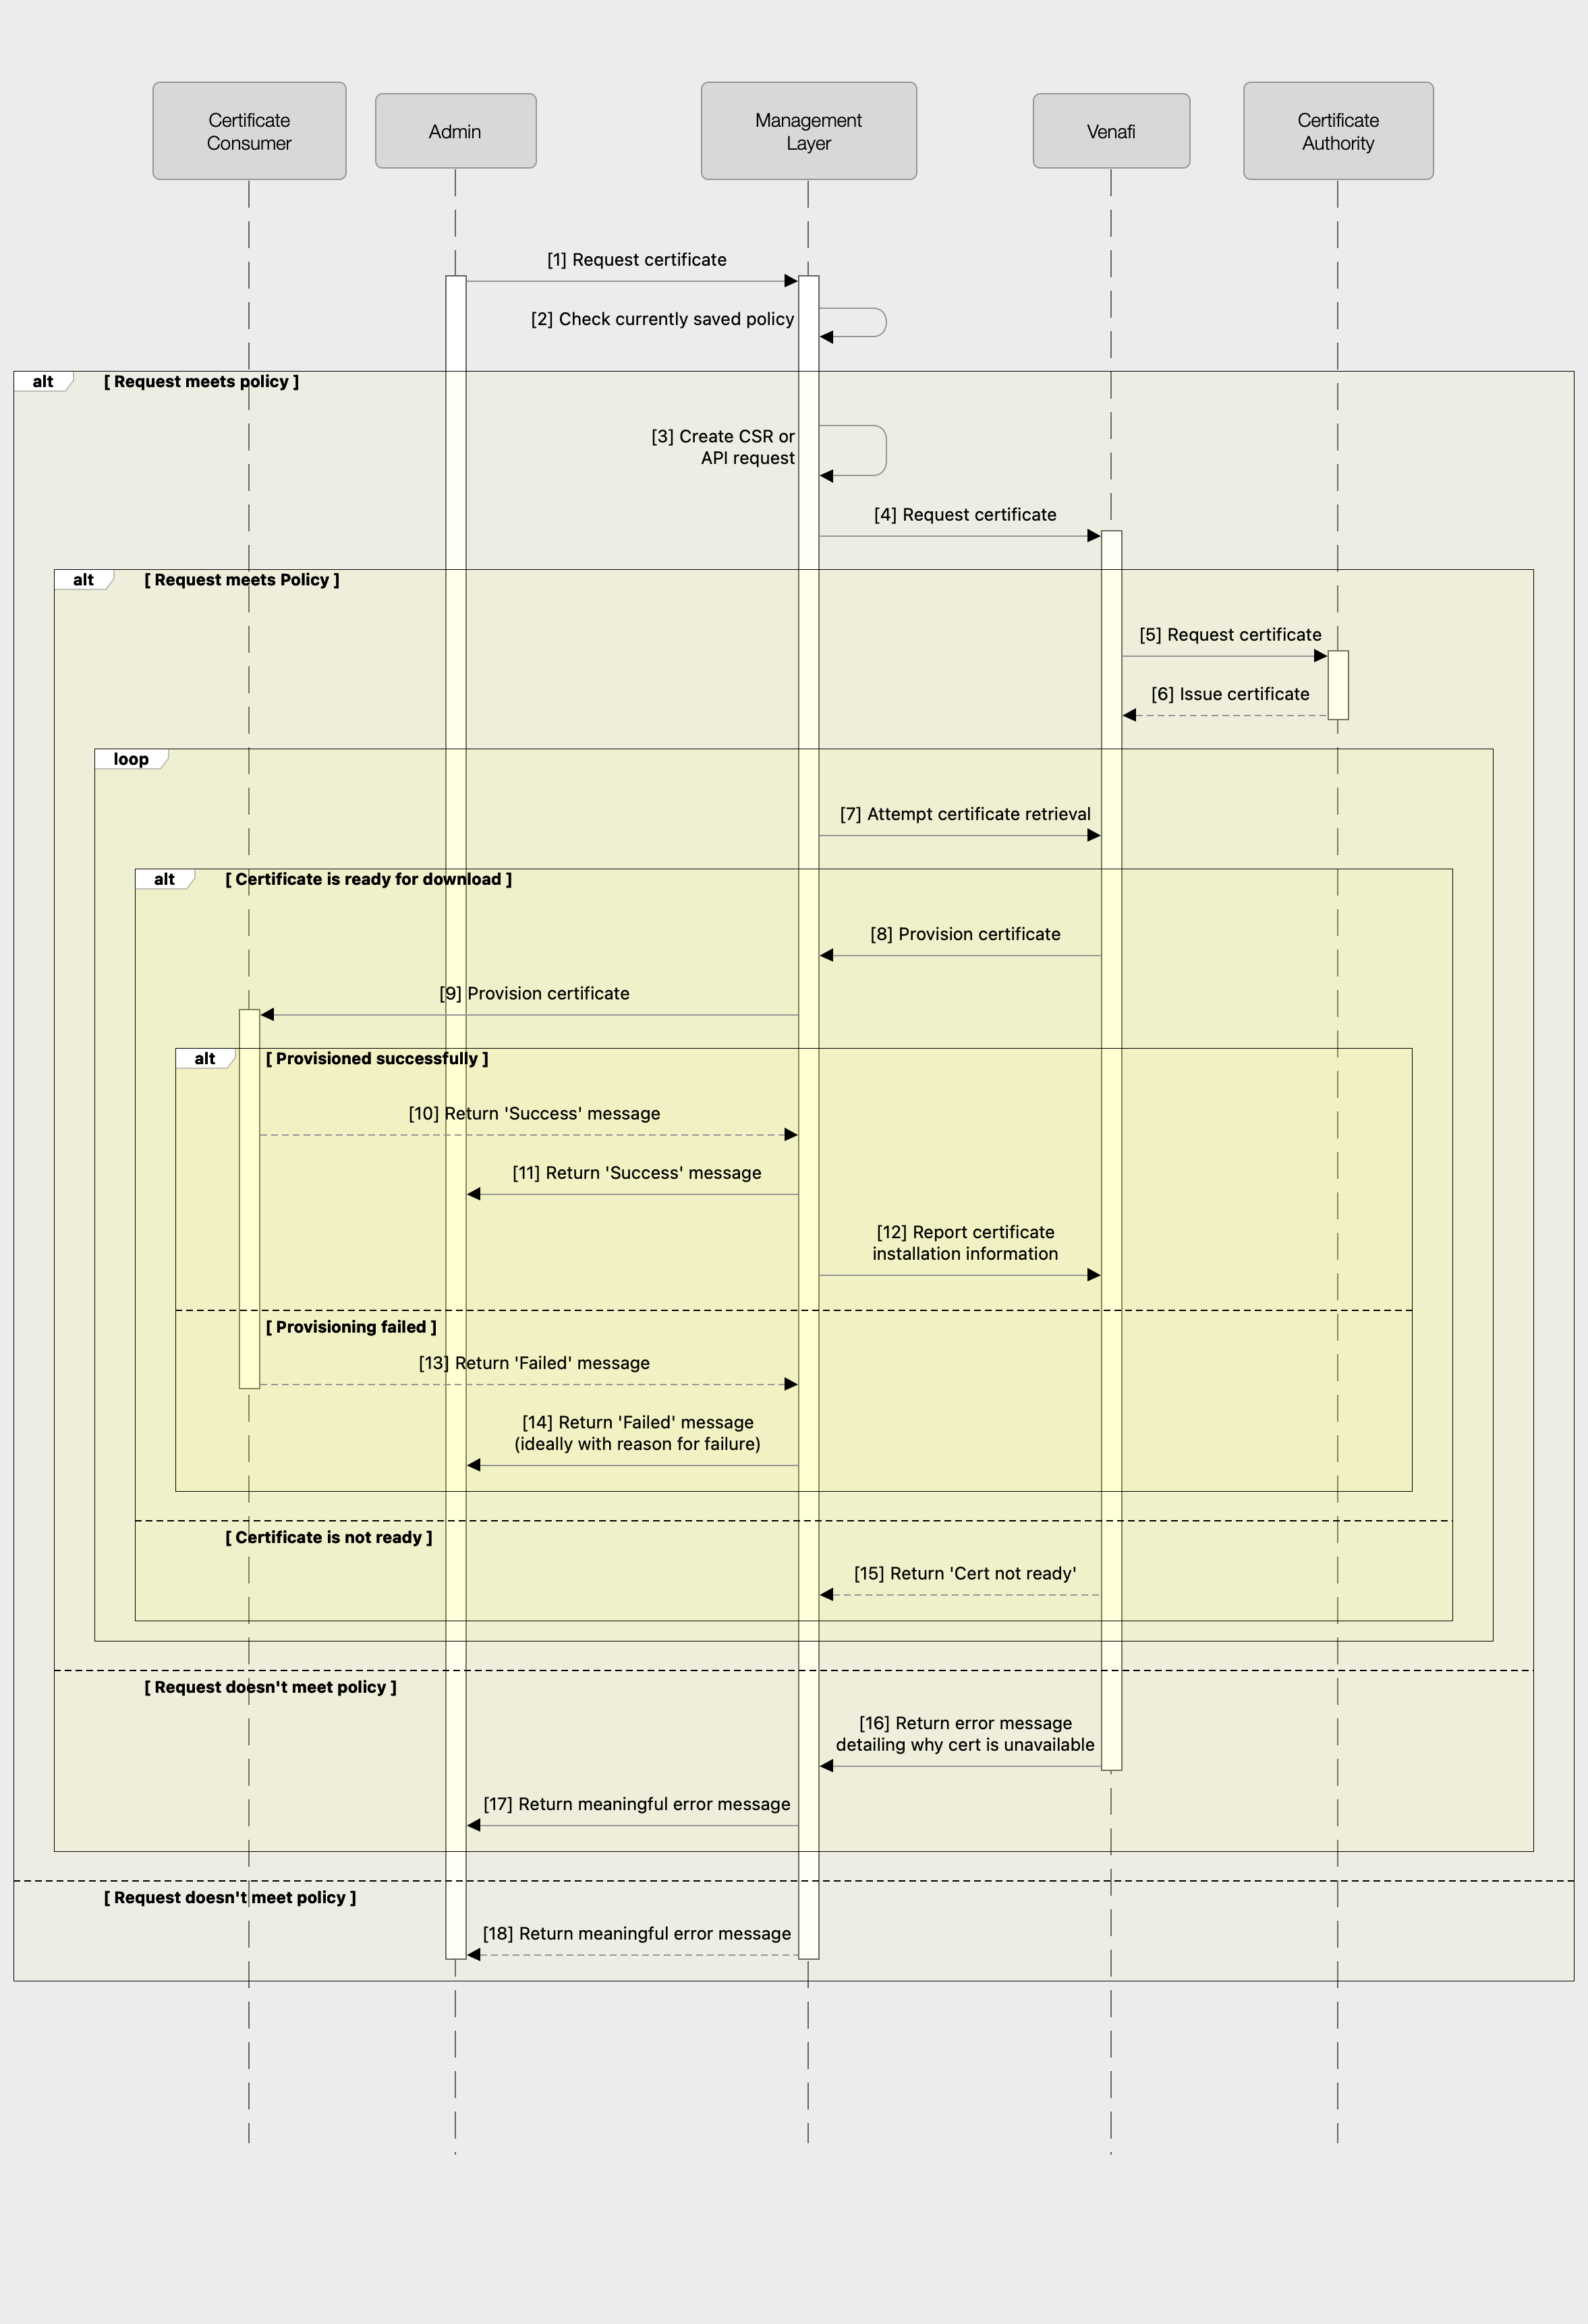 Certificate
Consumer
Admin
Management
Layer
Venafi
Certificate
Authority
[1] Request certificate
[2] Check currently saved policy
alt [ Request meets policy ]
[3] Create CSR or
API request
[4] Request certificate
alt [ Request meets Policy ]
[5] Request certificate
[6] Issue certificate
loop
[7] Attempt certificate retrieval
alt [ Certificate is ready for download ]
[8] Provision certificate
[9] Provision certificate
alt [ Provisioned successfully ]
[10] Return 'Success' message
[11] Return 'Success' message
[12] Report certificate
installation information
[ Provisioning failed ]
[13] Return 'Failed' message
[14] Return 'Failed' message
(ideally with reason for failure)
[ Certificate is not ready ]
[15] Return 'Cert not ready'
[ Request doesn't meet policy ]
[16] Return error message
detailing why cert is unavailable
[17] Return meaningful error message
[ Request doesn't meet policy ]
[18] Return meaningful error message